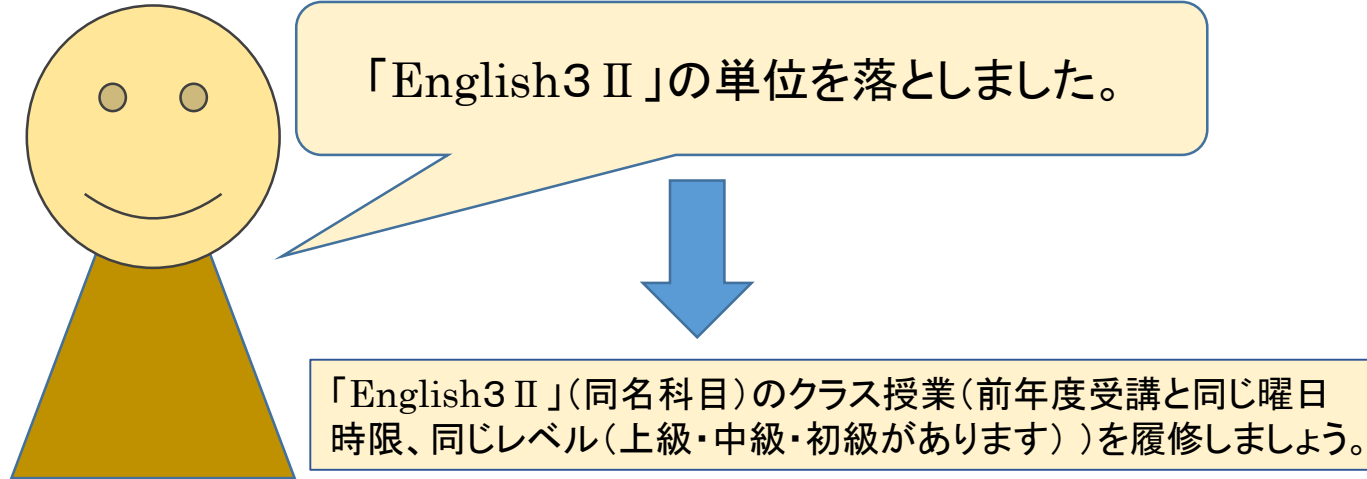 「English３Ⅱ」の単位を落としました。
「English３Ⅱ」（同名科目）のクラス授業（前年度受講と同じ曜日
時限、同じレベル（上級・中級・初級があります））を履修しましょう。